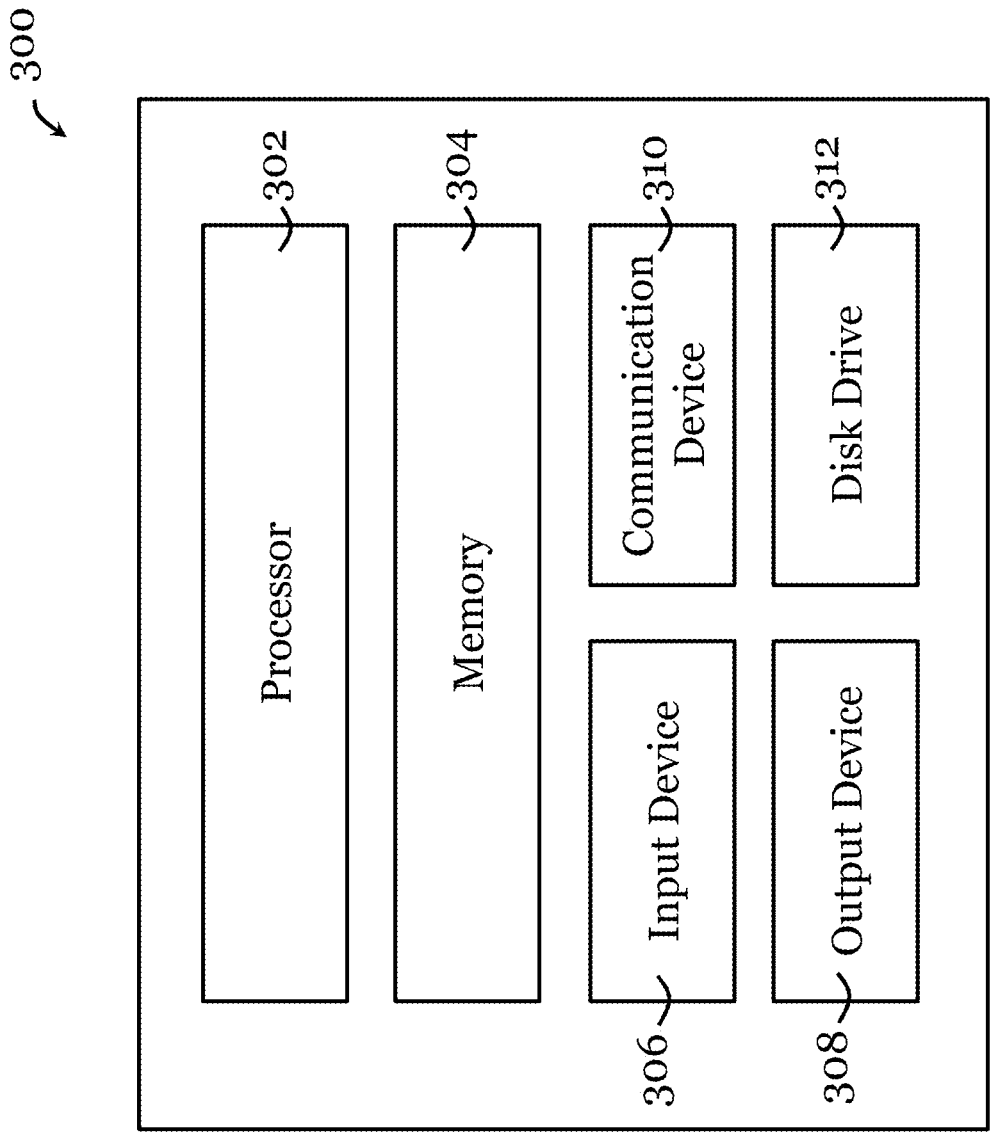 300
Processor
302
Memory
304
306
Input Device
Communication
Device
310
308
Output Device
Disk Drive
312